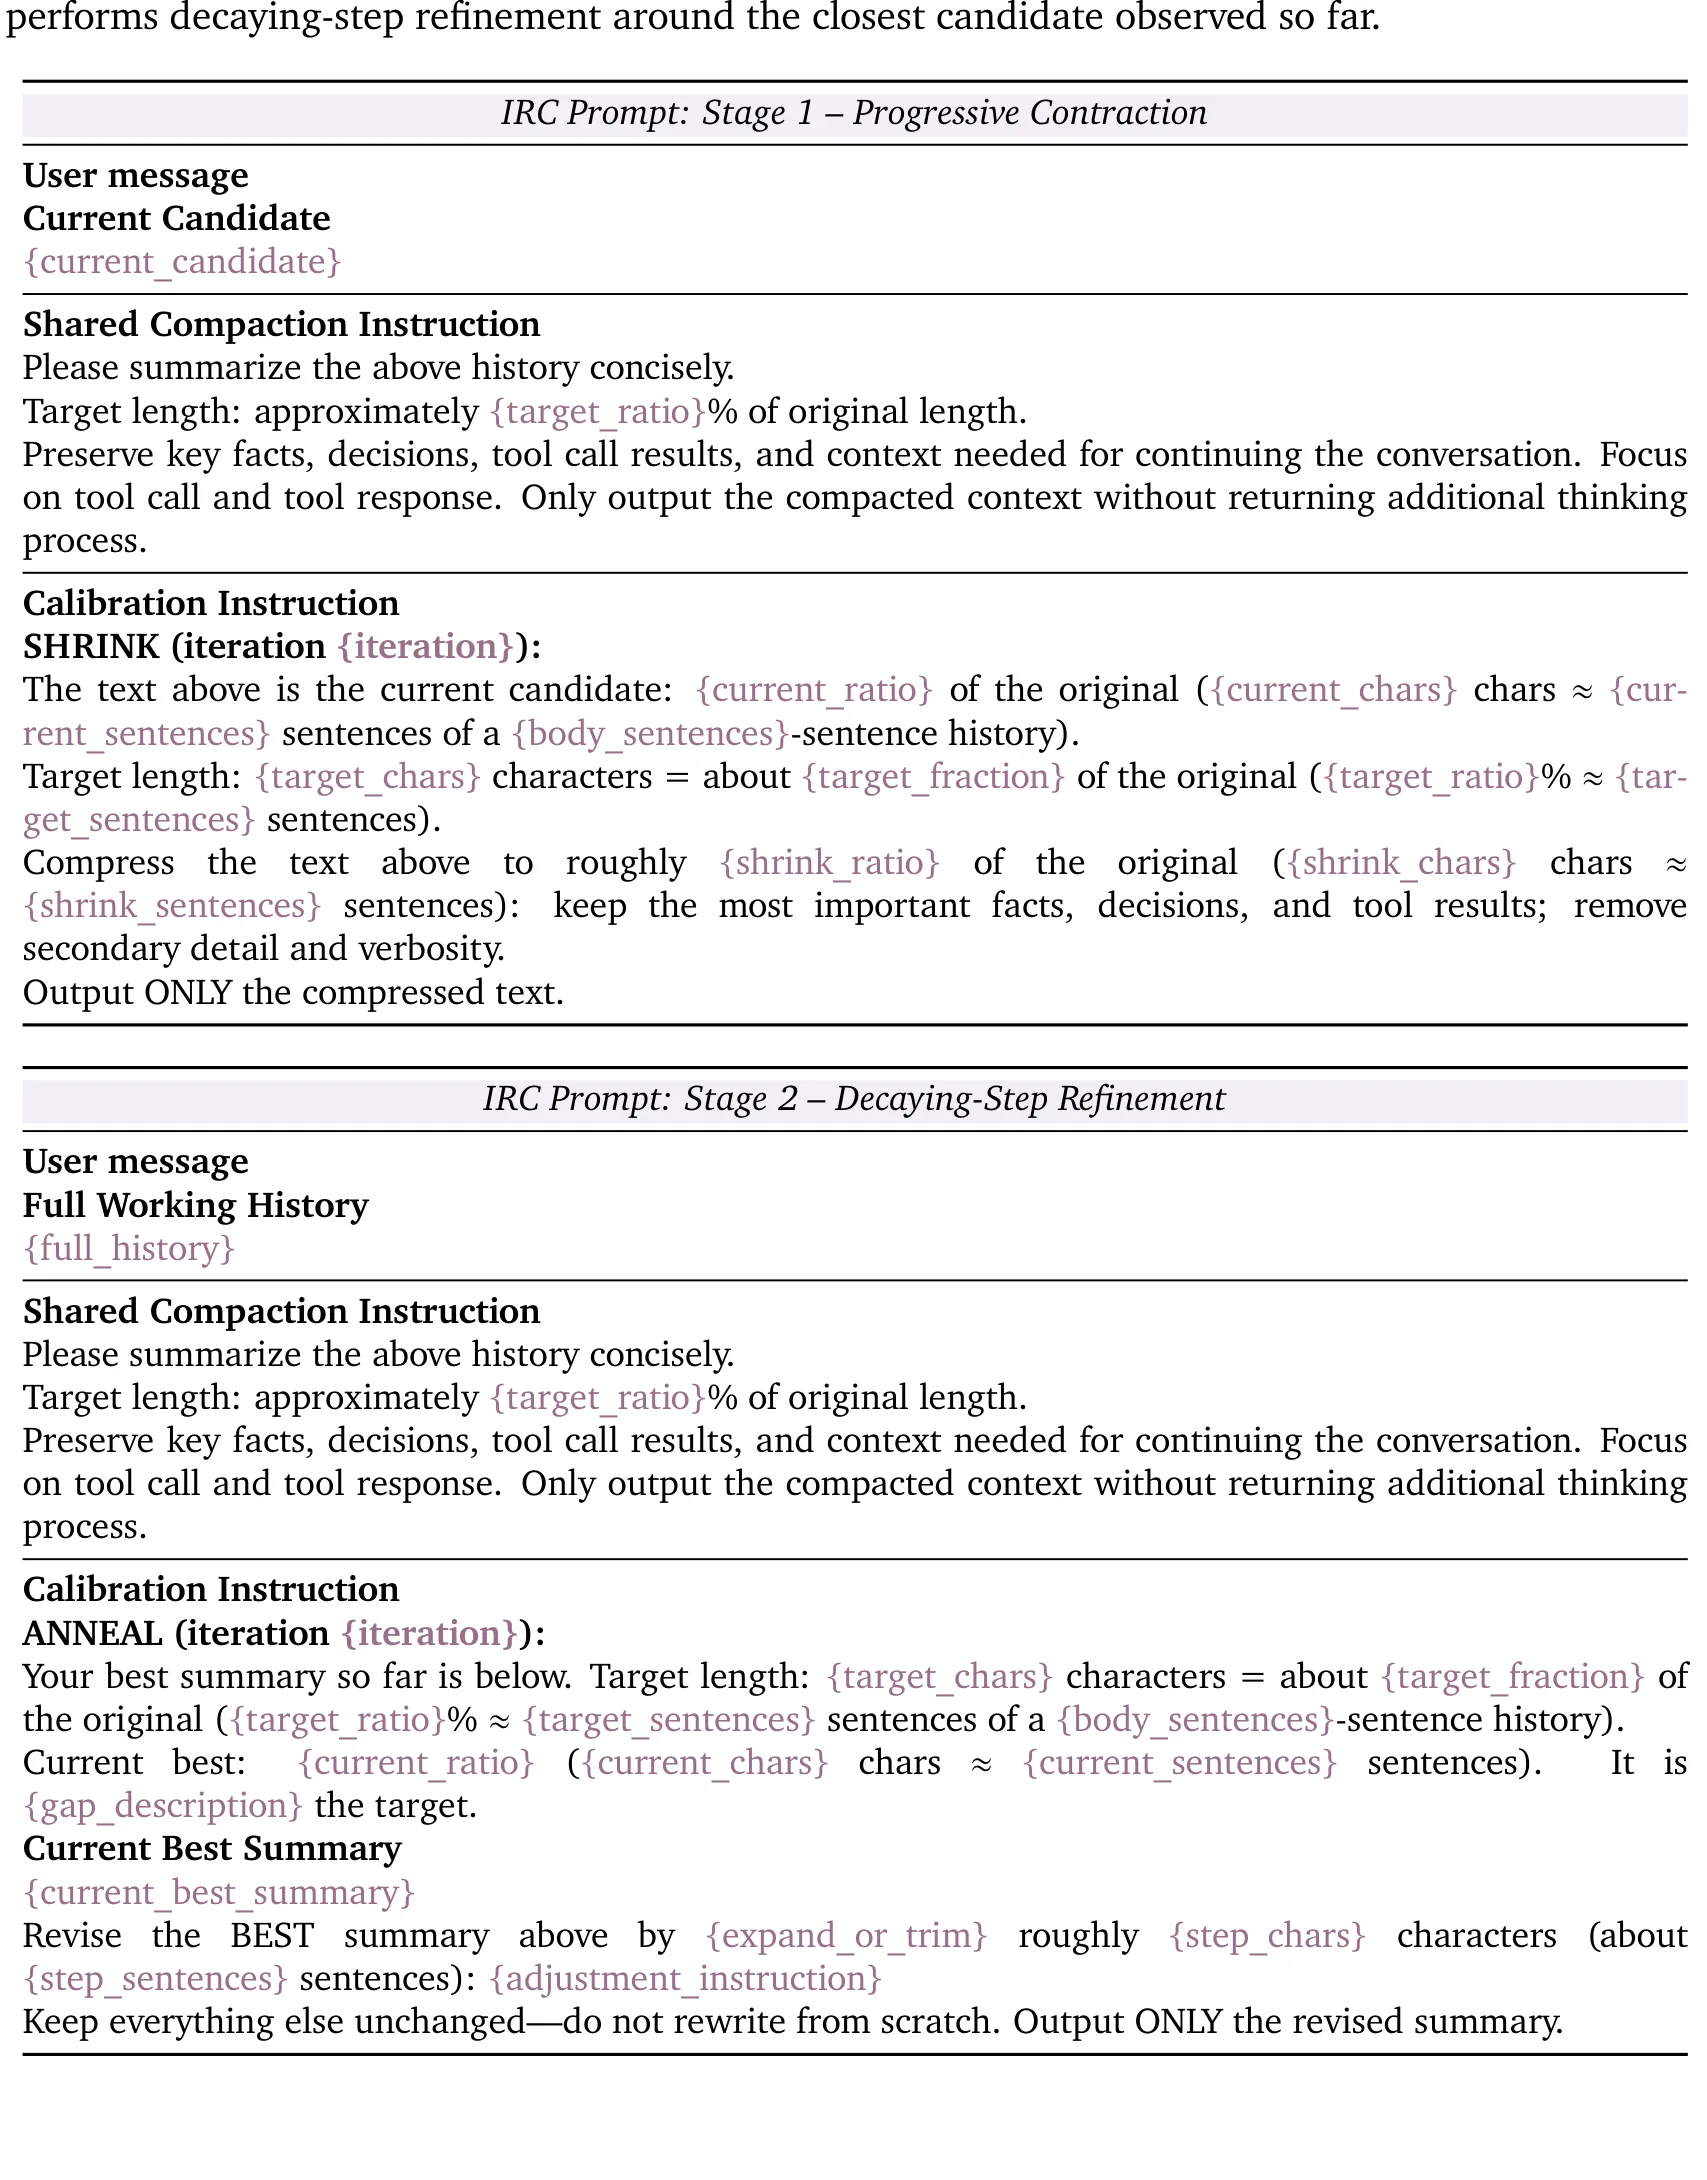 performs decaying-step refinement around the closest candidate observed so far.
IRC Prompt: Stage 1 – Progressive Contraction
User message
Current Candidate
{current_candidate}
Shared Compaction Instruction
Please summarize the above history concisely.
Target length: approximately {target_ratio}% of original length.
Preserve key facts, decisions, tool call results, and context needed for continuing the conversation. Focus
on tool call and tool response. Only output the compacted context without returning additional thinking
process.
Calibration Instruction
SHRINK (iteration {iteration}):
The text above is the current candidate: {current_ratio} of the original ({current_chars} chars ≈ {cur-
rent_sentences} sentences of a {body_sentences}-sentence history).
Target length: {target_chars} characters = about {target_fraction} of the original ({target_ratio}% ≈ {tar-
get_sentences} sentences).
Compress the text above to roughly {shrink_ratio} of the original ({shrink_chars} chars ≈
{shrink_sentences} sentences): keep the most important facts, decisions, and tool results; remove
secondary detail and verbosity.
Output ONLY the compressed text.
IRC Prompt: Stage 2 – Decaying-Step Refinement
User message
Full Working History
{full_history}
Shared Compaction Instruction
Please summarize the above history concisely.
Target length: approximately {target_ratio}% of original length.
Preserve key facts, decisions, tool call results, and context needed for continuing the conversation. Focus
on tool call and tool response. Only output the compacted context without returning additional thinking
process.
Calibration Instruction
ANNEAL (iteration {iteration}):
Your best summary so far is below. Target length: {target_chars} characters = about {target_fraction} of
the original ({target_ratio}% ≈ {target_sentences} sentences of a {body_sentences}-sentence history).
Current best: {current_ratio} ({current_chars} chars ≈ {current_sentences} sentences). It is
{gap_description} the target.
Current Best Summary
{current_best_summary}
Revise the BEST summary above by {expand_or_trim} roughly {step_chars} characters (about
{step_sentences} sentences): {adjustment_instruction}
Keep everything else unchanged—do not rewrite from scratch. Output ONLY the revised summary.